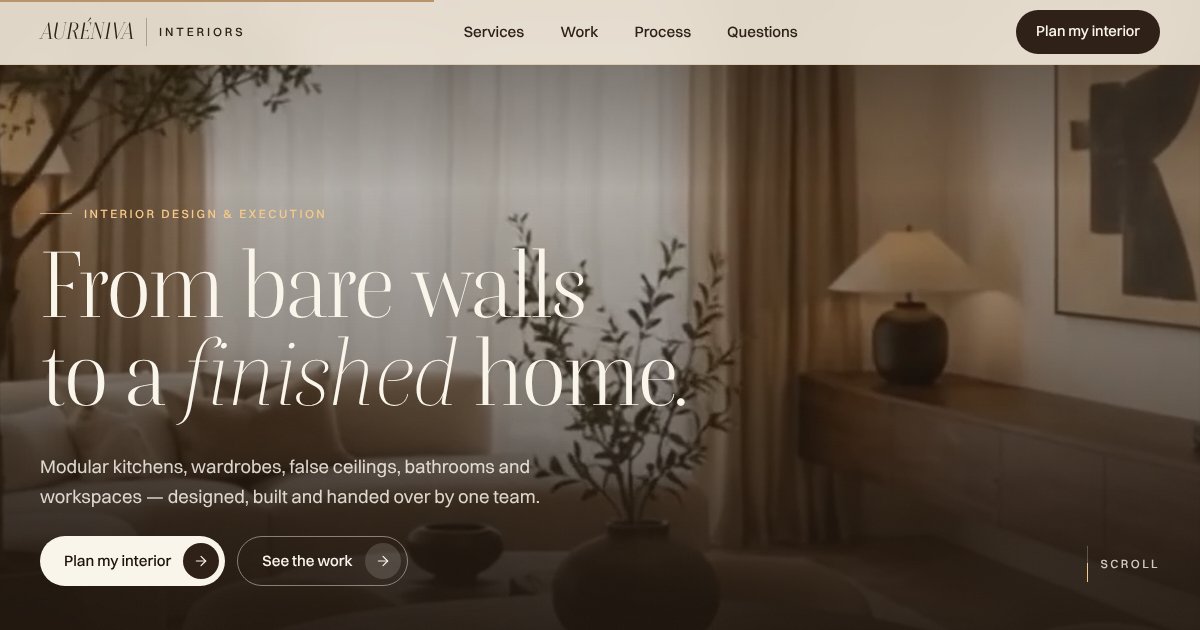 AURÉNIVA INTERIORS
Services Work Process Questions
Plan my interior
INTERIOR DESIGN & EXECUTION
From bare walls
to a finished home.
Modular kitchens, wardrobes, false ceilings, bathrooms and
workspaces — designed, built and handed over by one team.
Plan my interior
See the work
SCROLL